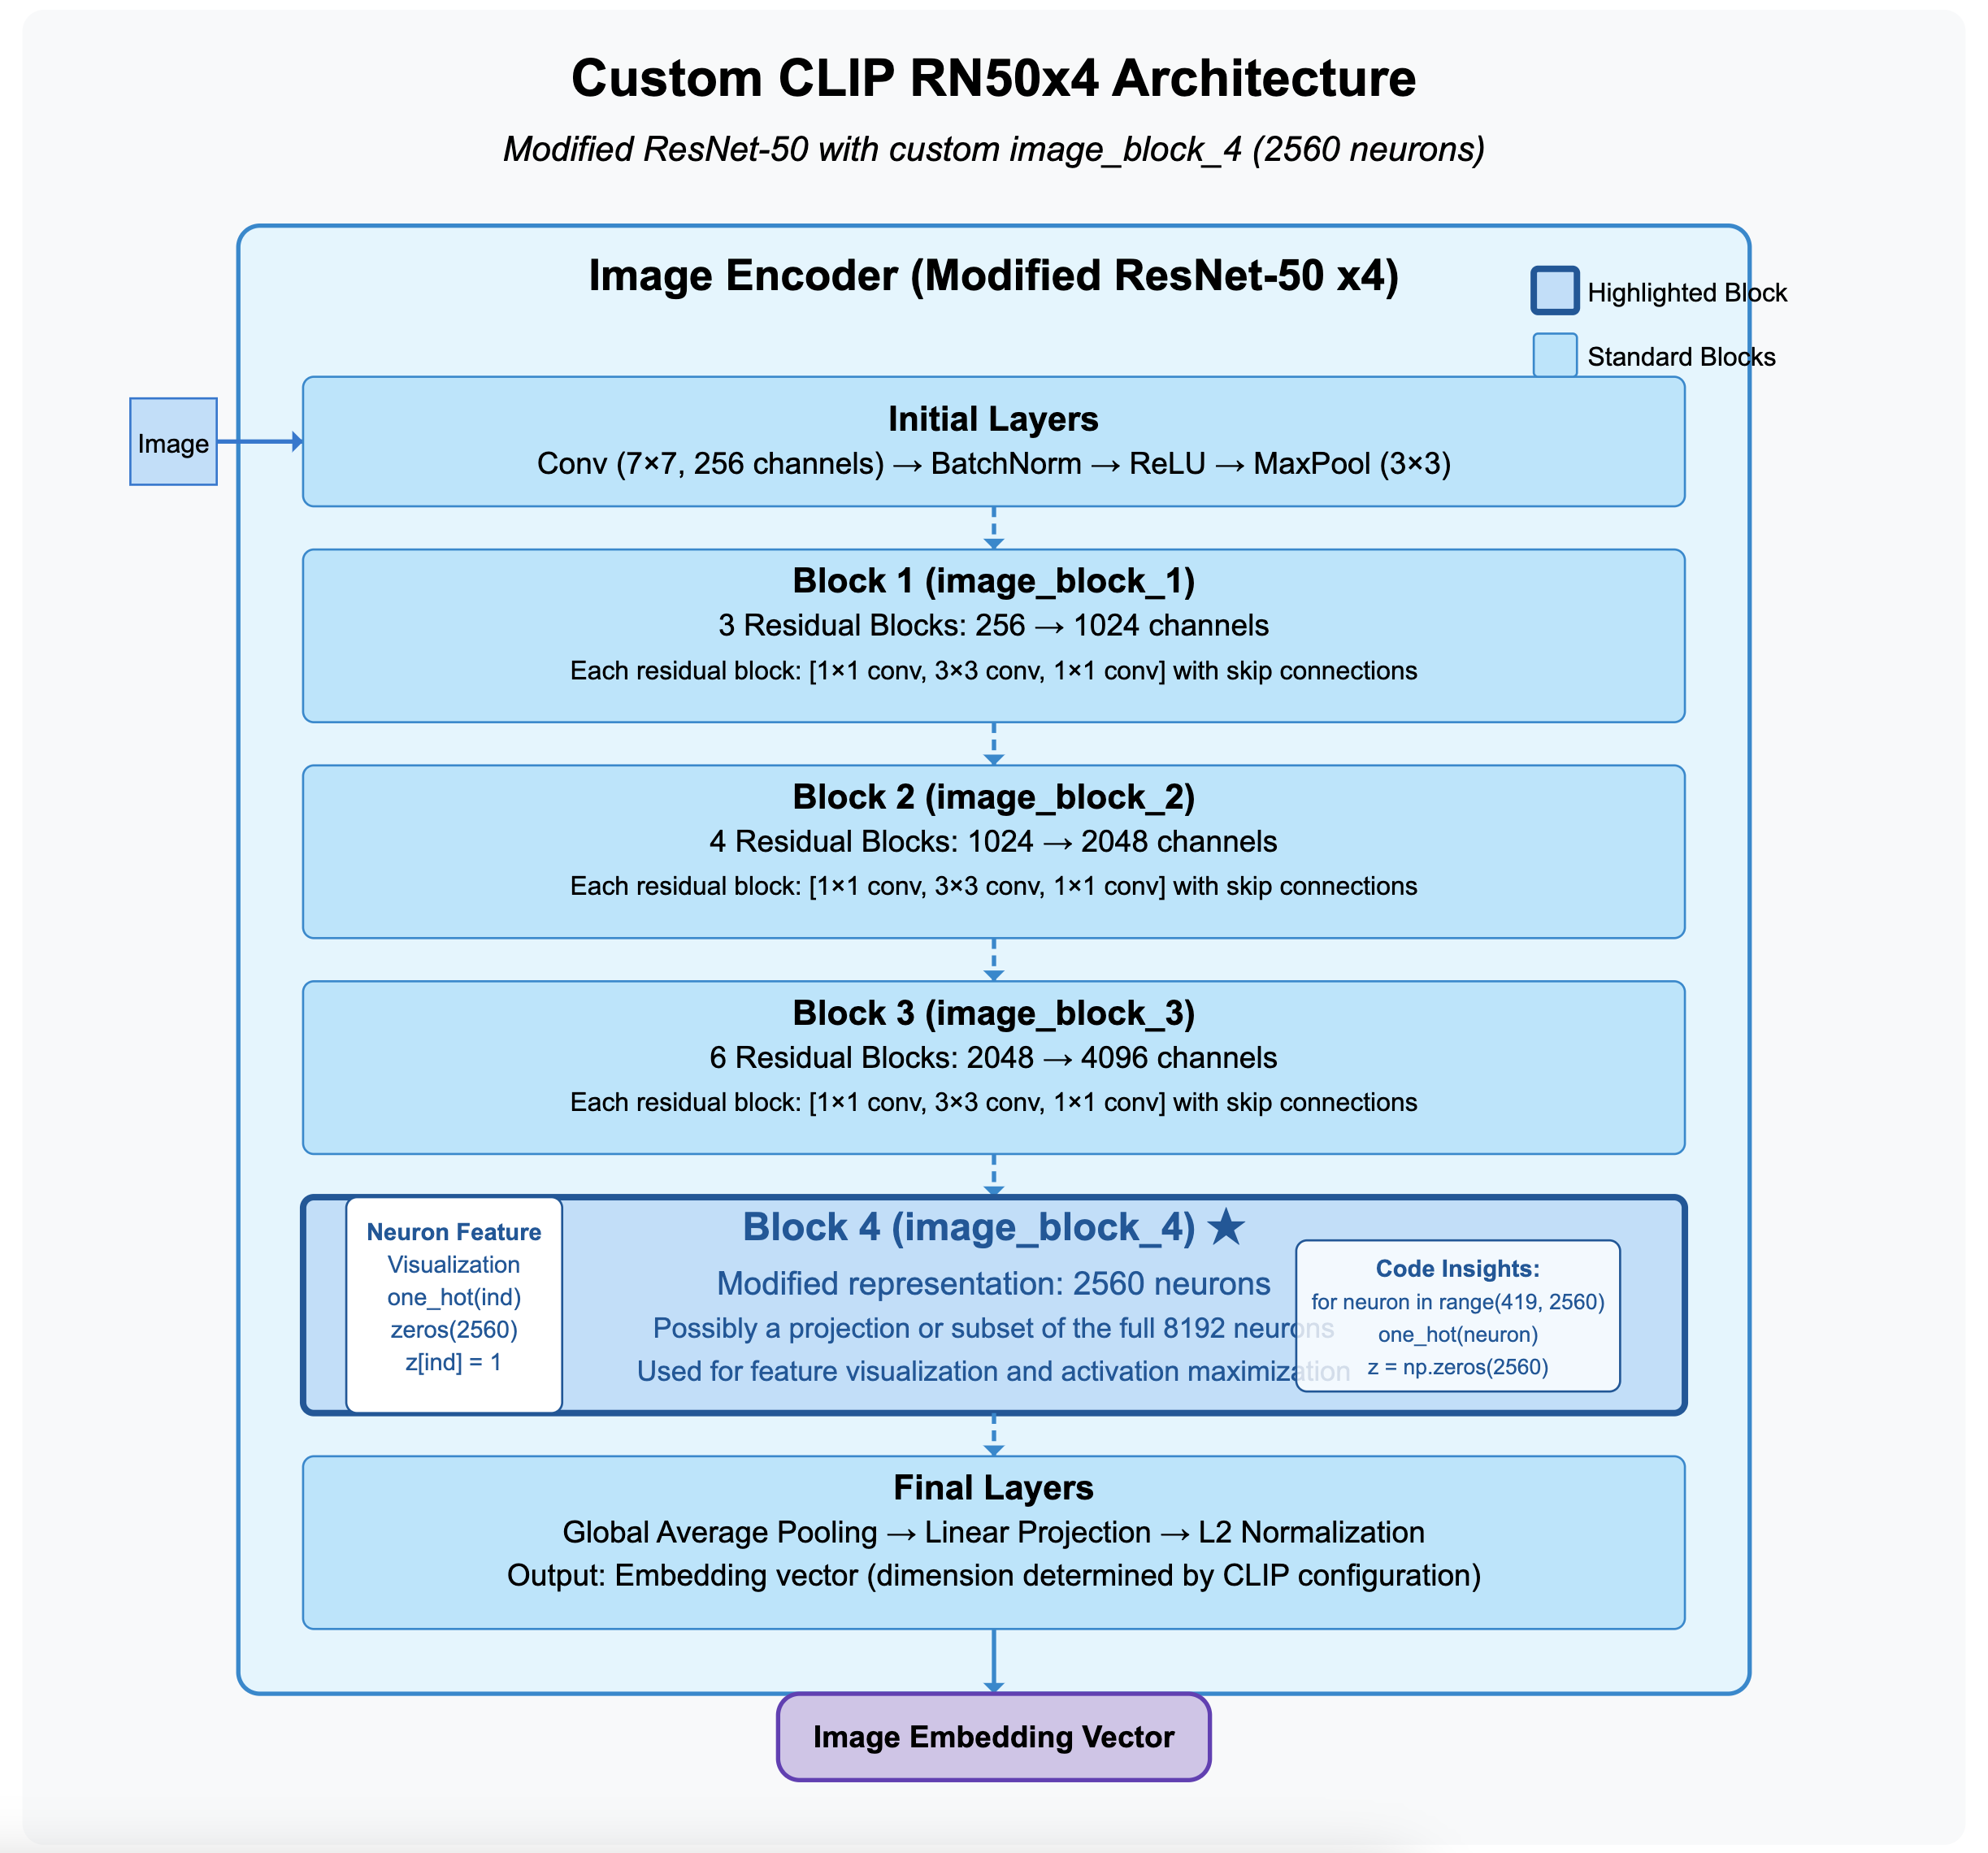 Custom CLIP RN50x4 Architecture
Modified ResNet-50 with custom image_block_4 (2560 neurons)
Image Encoder (Modified ResNet-50 x4)
Highlighted Block
Standard Blocks
Image
Initial Layers
Conv (7×7, 256 channels) → BatchNorm → ReLU → MaxPool (3×3)
Block 1 (image_block_1)
3 Residual Blocks: 256 → 1024 channels
Each residual block: [1×1 conv, 3×3 conv, 1×1 conv] with skip connections
Block 2 (image_block_2)
4 Residual Blocks: 1024 → 2048 channels
Each residual block: [1×1 conv, 3×3 conv, 1×1 conv] with skip connections
Block 3 (image_block_3)
6 Residual Blocks: 2048 → 4096 channels
Each residual block: [1×1 conv, 3×3 conv, 1×1 conv] with skip connections
Neuron Feature
Visualization
one_hot(ind)
zeros(2560)
z[ind] = 1
Block 4 (image_block_4) ★
Modified representation: 2560 neurons
Possibly a projection or subset of the full 8192 neurons
Used for feature visualization and activation maximization
Code Insights:
for neuron in range(419, 2560)
one_hot(neuron)
z = np.zeros(2560)
Final Layers
Global Average Pooling → Linear Projection → L2 Normalization
Output: Embedding vector (dimension determined by CLIP configuration)
Image Embedding Vector